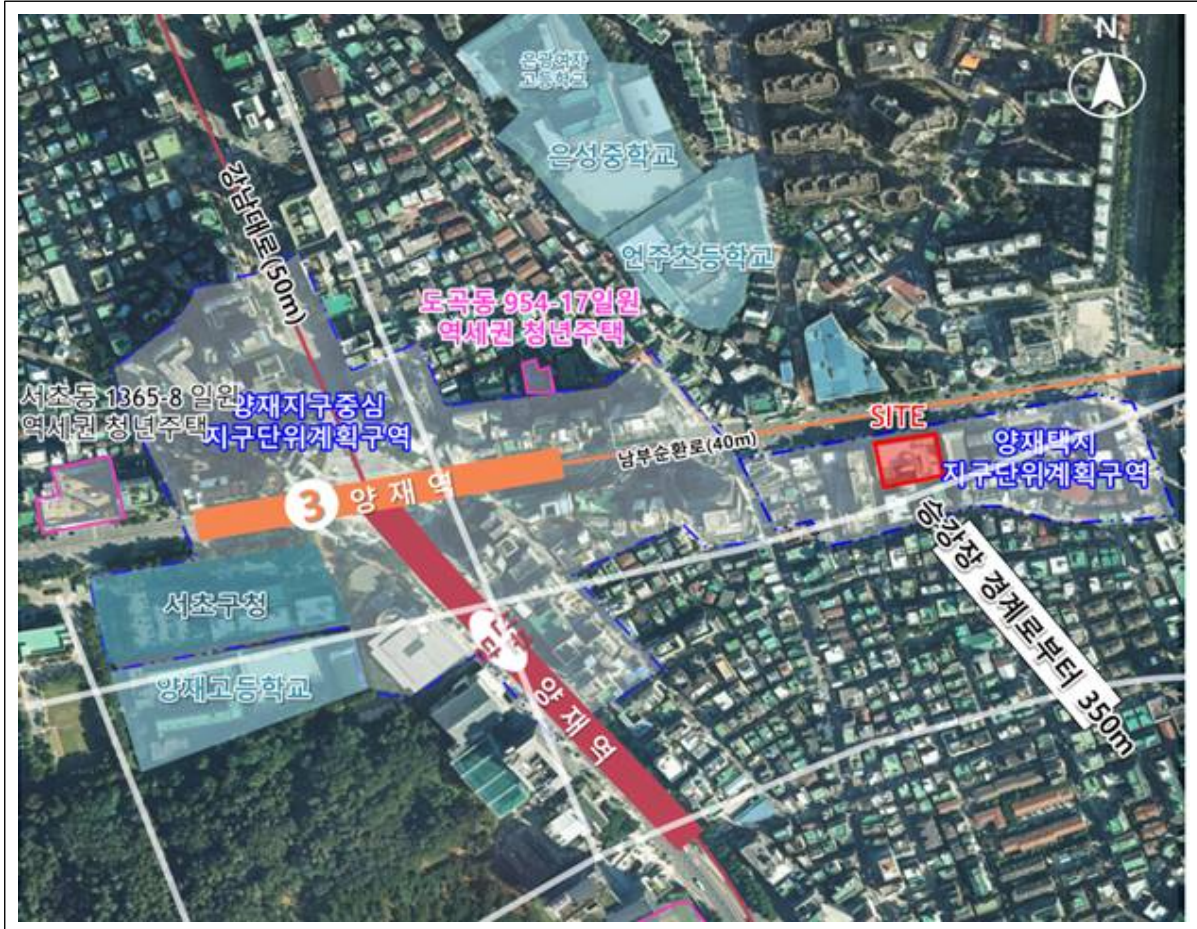 N
은광여자
고등학교
은성중학교
언주초등학교
강남대로(50m)
도곡동 954-17일원
역세권 청년주택
서초동 1365-8 일원
역세권 청년주택
양재지구중심
지구단위계획구역
SITE
남부순환로(40m)
양재택지
지구단위계획구역
3 양재역
승강장 경계로부터 350m
서초구청
양재고등학교
양재역